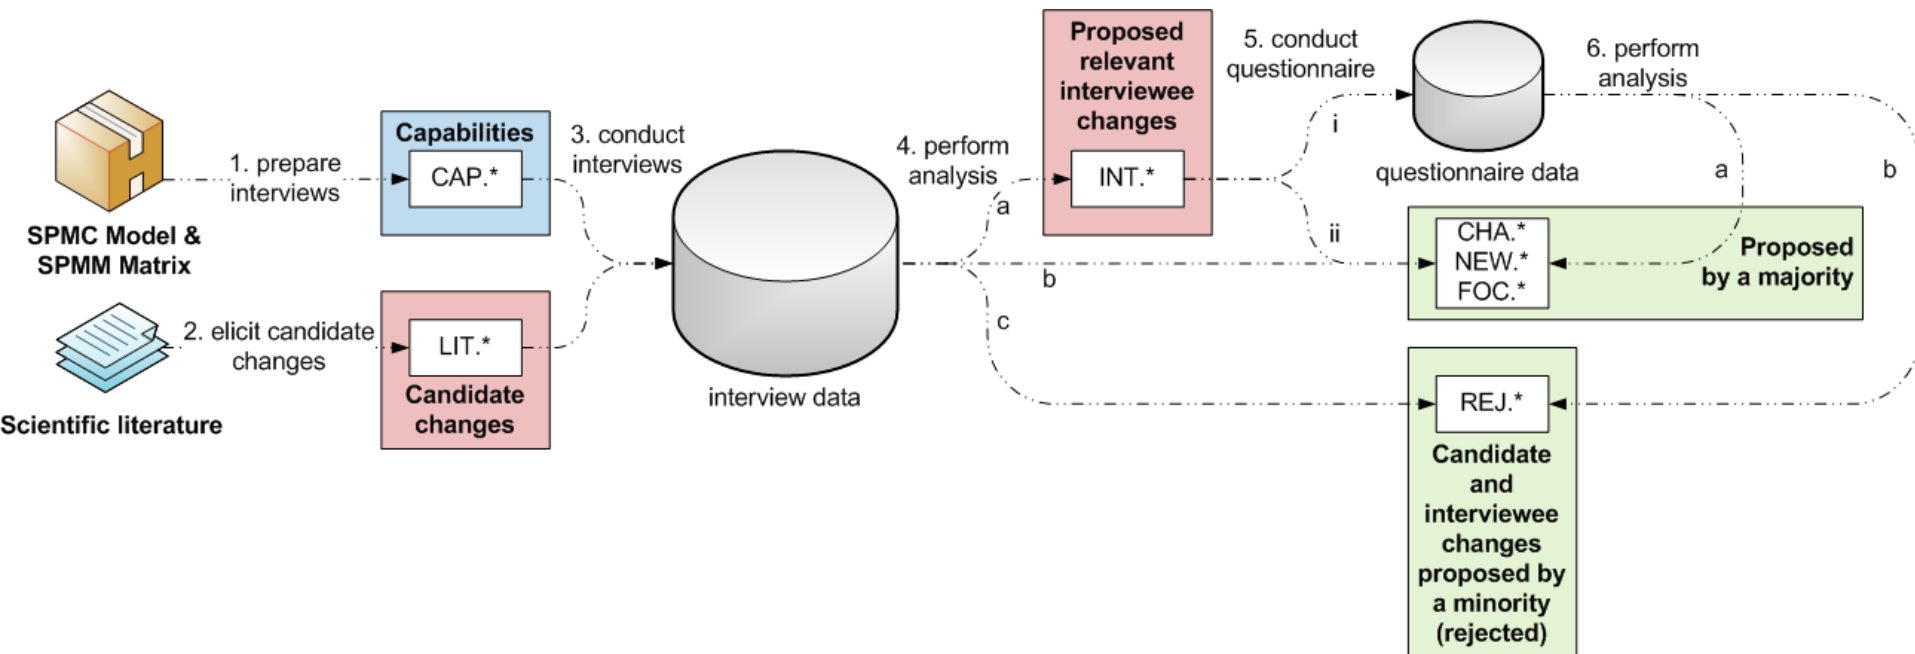 SPMC Model &
SPMM Matrix
1. prepare
interviews
Scientific literature
2. elicit candidate
changes
Capabilities
CAP.*
LIT.*
Candidate
changes
3. conduct
interviews
interview data
4. perform
analysis
a
b
c
Proposed
relevant
interviewee
changes
INT.*
5. conduct
questionnaire
i
ii
questionnaire data
6. perform
analysis
a
b
CHA.*
NEW.*
FOC.*
Proposed
by a majority
REJ.*
Candidate
and
interviewee
changes
proposed by
a minority
(rejected)